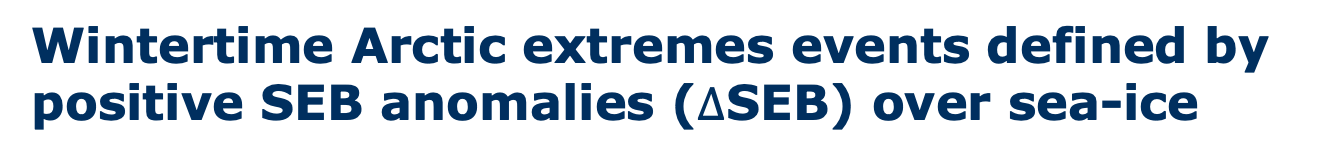 Wintertime Arctic extremes events defined by
positive SEB anomalies (ΔSEB) over sea-ice